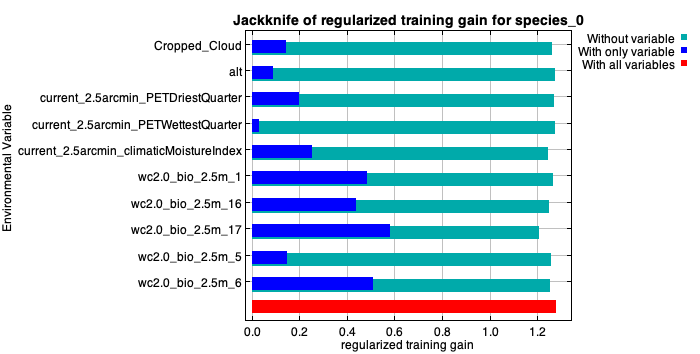 Jackknife of regularized training gain for species_0
Without variable
With only variable
With all variables
Environmental Variable
Cropped_Cloud
alt
current_2.5arcmin_PETDriestQuarter
current_2.5arcmin_PETWettestQuarter
current_2.5arcmin_climaticMoistureIndex
wc2.0_bio_2.5m_1
wc2.0_bio_2.5m_16
wc2.0_bio_2.5m_17
wc2.0_bio_2.5m_5
wc2.0_bio_2.5m_6
0.0 0.2 0.4 0.6 0.8 1.0 1.2
regularized training gain